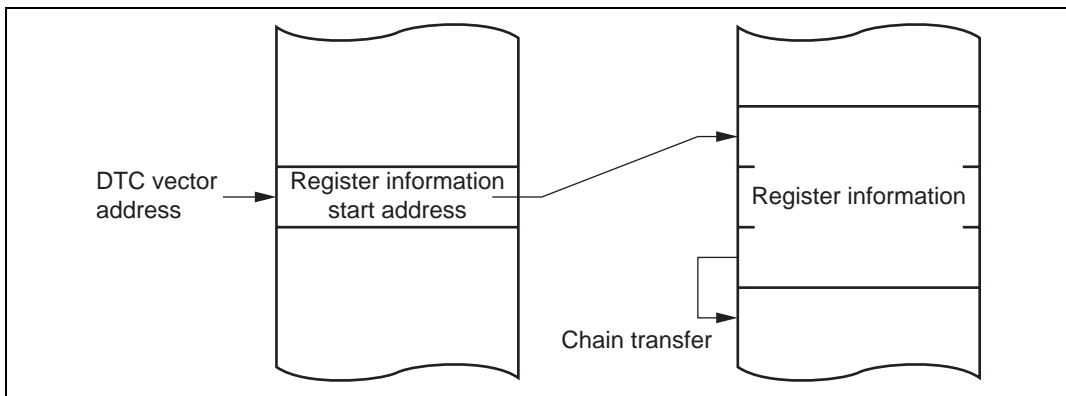 DTC vector
address
Register information
start address
Register information
Chain transfer